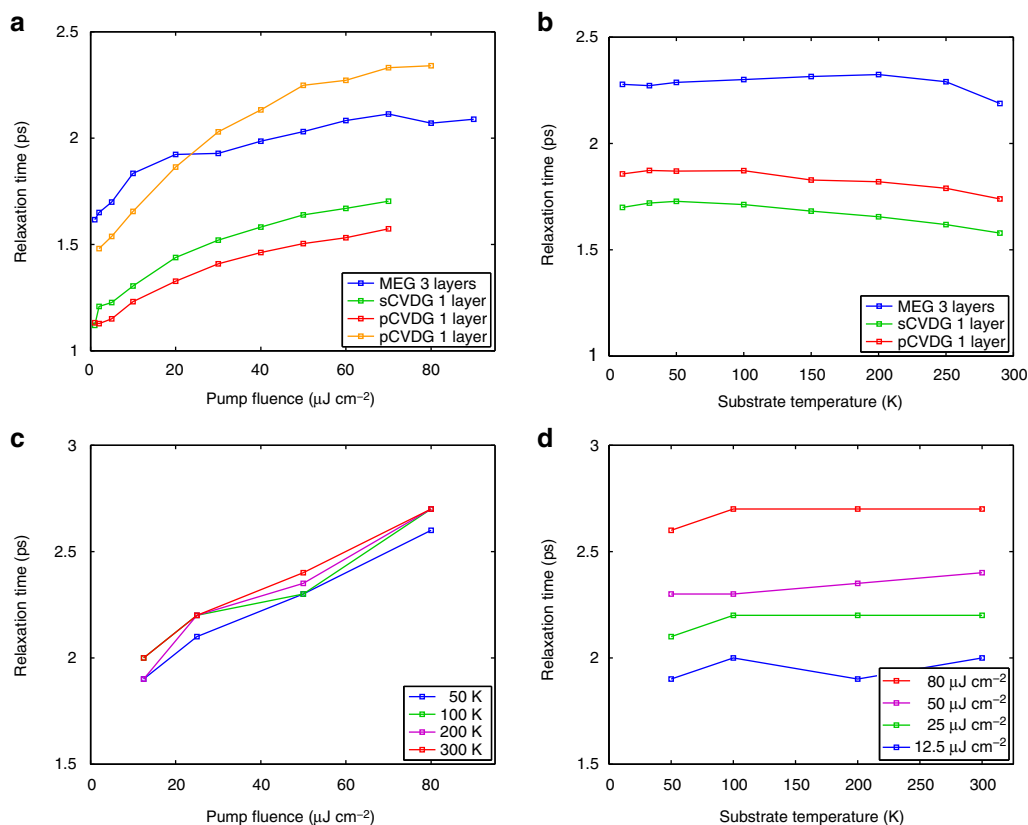 a
2.5
2
1.5
1
Relaxation time (ps)
0 20 40 60 80
Pump fluence (μJ cm⁻²)
MEG 3 layers
sCVDG 1 layer
pCVDG 1 layer
pCVDG 1 layer
b
2.5
2
1.5
1
Relaxation time (ps)
0 50 100 150 200 250 300
Substrate temperature (K)
MEG 3 layers
sCVDG 1 layer
pCVDG 1 layer
c
3
2.5
2
1.5
Relaxation time (ps)
0 20 40 60 80
Pump fluence (μJ cm⁻²)
50 K
100 K
200 K
300 K
d
3
2.5
2
1.5
Relaxation time (ps)
0 50 100 150 200 250 300
Substrate temperature (K)
80 μJ cm⁻²
50 μJ cm⁻²
25 μJ cm⁻²
12.5 μJ cm⁻²